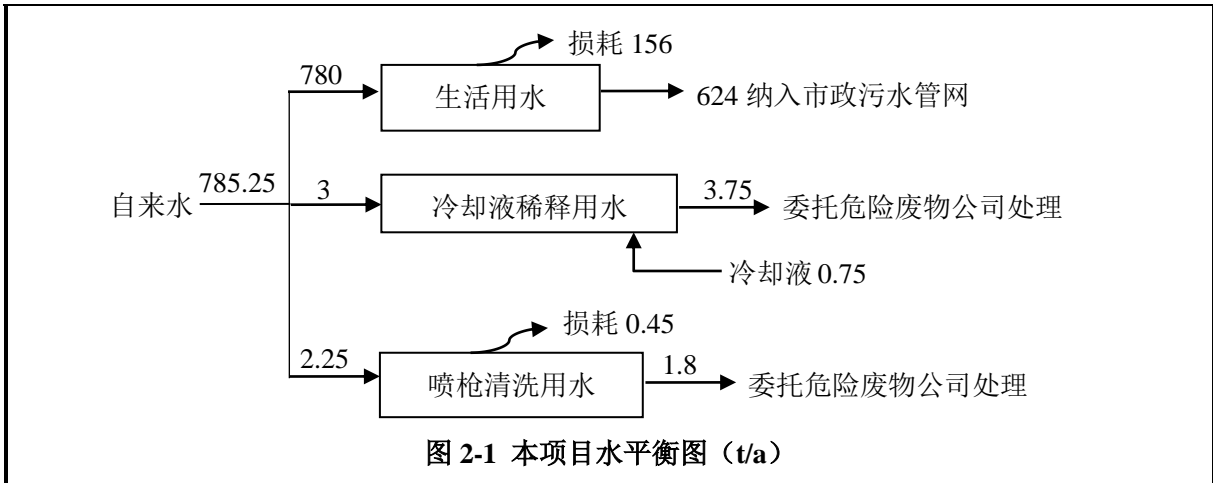 损耗 156
780
生活用水
624 纳入市政污水管网
785.25
自来水
3
冷却液稀释用水
3.75
委托危险废物公司处理
冷却液 0.75
损耗 0.45
2.25
喷枪清洗用水
1.8
委托危险废物公司处理
图 2-1 本项目水平衡图（t/a）